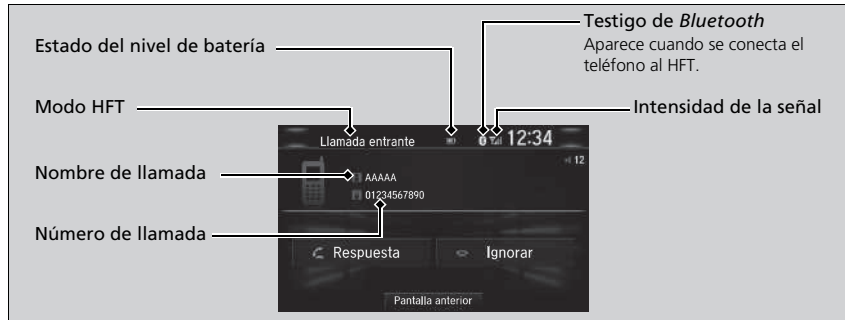 Testigo de Bluetooth
Aparece cuando se conecta el
teléfono al HFT.
Estado del nivel de batería
Modo HFT
Intensidad de la señal
Nombre de llamada
Número de llamada
Llamada entrante
12:34
12
AAAAA
01234567890
Respuesta
Ignorar
Pantalla anterior